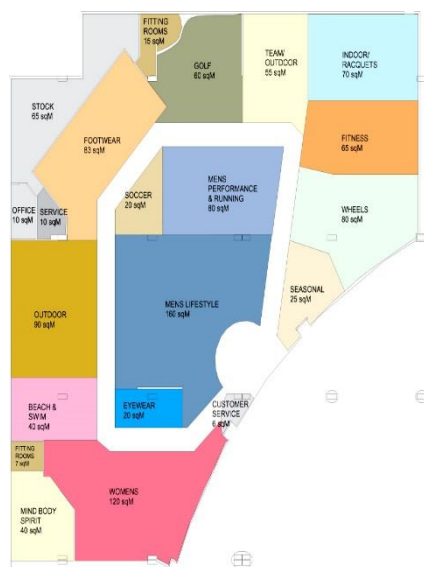 FITTING
ROOMS
15 sqM
GOLF
60 sqM
TEAM/
OUTDOOR
55 sqM
INDOOR/
RACQUETS
70 sqM
STOCK
65 sqM
FOOTWEAR
83 sqM
FITNESS
65 sqM
MENS
PERFORMANCE
& RUNNING
80 sqM
SOCCER
20 sqM
WHEELS
80 sqM
OFFICE
10 sqM
SERVICE
10 sqM
SEASONAL
25 sqM
MENS LIFESTYLE
160 sqM
OUTDOOR
90 sqM
BEACH &
SWIM
40 sqM
EYEWEAR
20 sqM
CUSTOMER
SERVICE
6 sqM
FITTING
ROOMS
7 sqM
WOMENS
120 sqM
MIND BODY
SPIRIT
40 sqM